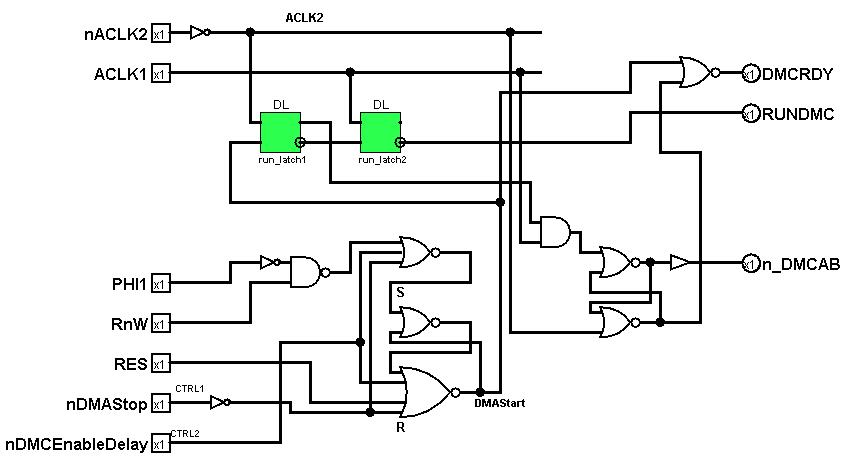 ACLK2
nACLK2 x1
ACLK1 x1
x1 DMCRDY
DL DL
x1 RUNDMC
run_latch1 run_latch2
x1 n_DMCAB
PHI1 x1
S
RnW x1
RES x1
CTRL1
nDMAStop x1
DMAStart
R
CTRL2
nDMCEnableDelay x1